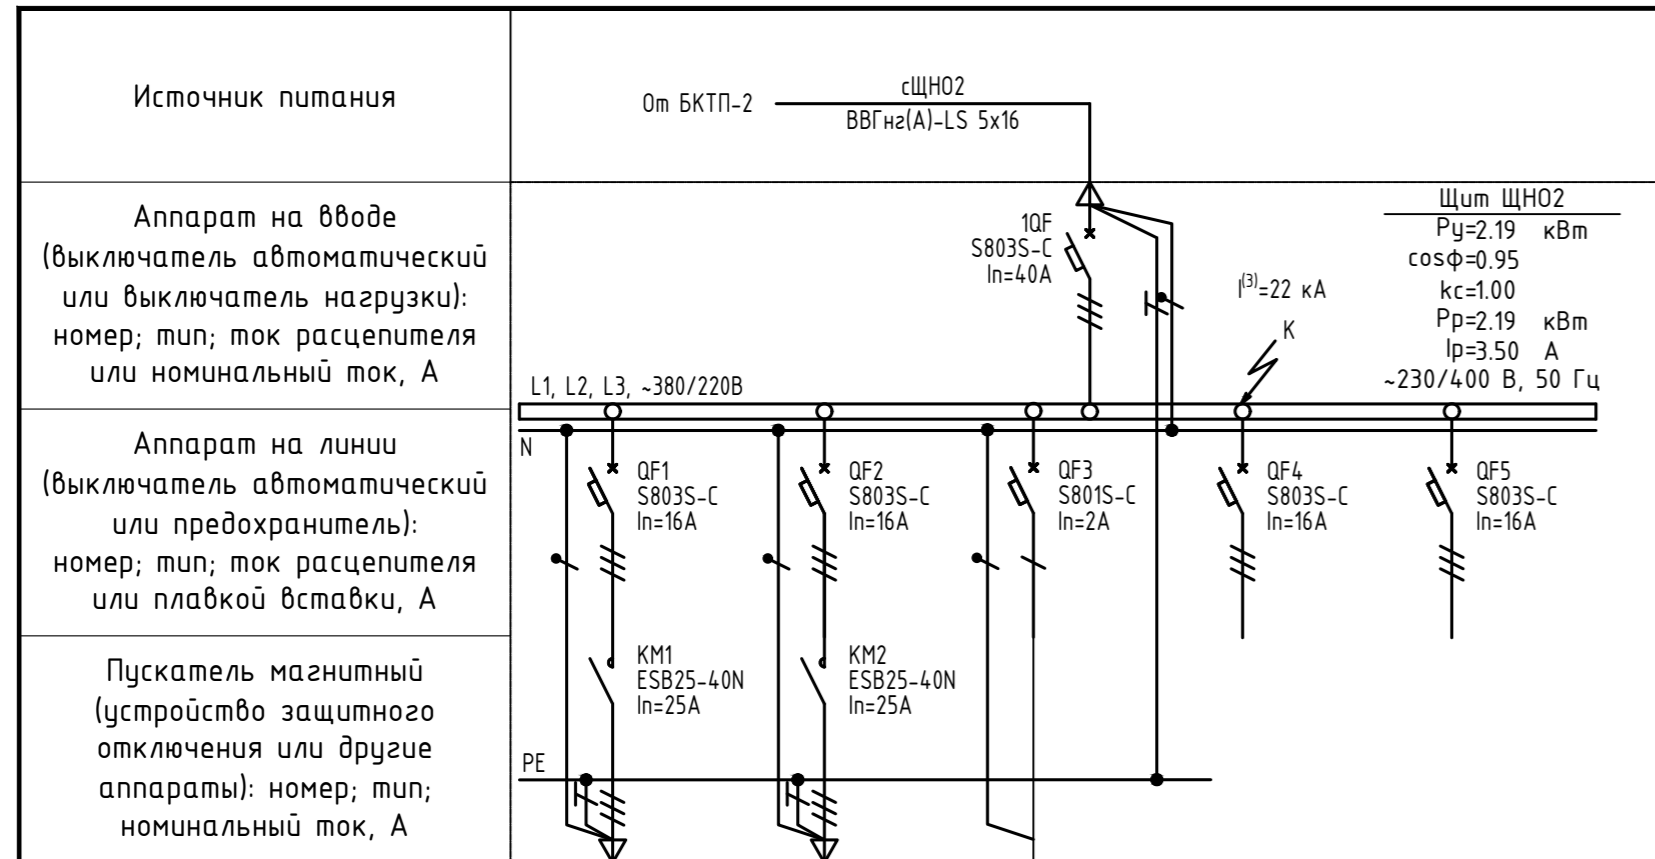 Источник питания
От БКТП-2
сЩНО2
ВВГнг(А)-LS 5х16
Аппарат на вводе
(выключатель автоматический
или выключатель нагрузки):
номер; тип; ток расцепителя
или номинальный ток, А
1QF
S803S-C
In=40A
I(3)=22 кА
K
Щит ЩНО2
Ру=2.19 кВт
cosφ=0.95
kc=1.00
Рр=2.19 кВт
Iр=3.50 А
~230/400 В, 50 Гц
L1, L2, L3, ~380/220В
N
Аппарат на линии
(выключатель автоматический
или предохранитель):
номер; тип; ток расцепителя
или плавкой вставки, А
QF1
S803S-C
In=16A
QF2
S803S-C
In=16A
QF3
S801S-C
In=2A
QF4
S803S-C
In=16A
QF5
S803S-C
In=16A
Пускатель магнитный
(устройство защитного
отключения или другие
аппараты): номер; тип;
номинальный ток, А
KM1
ESB25-40N
In=25A
KM2
ESB25-40N
In=25A
PE